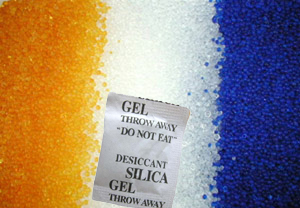 GEL
THROW AWAY
"DO NOT EAT"
DESICCANT
SILICA
GEL
THROW AWAY